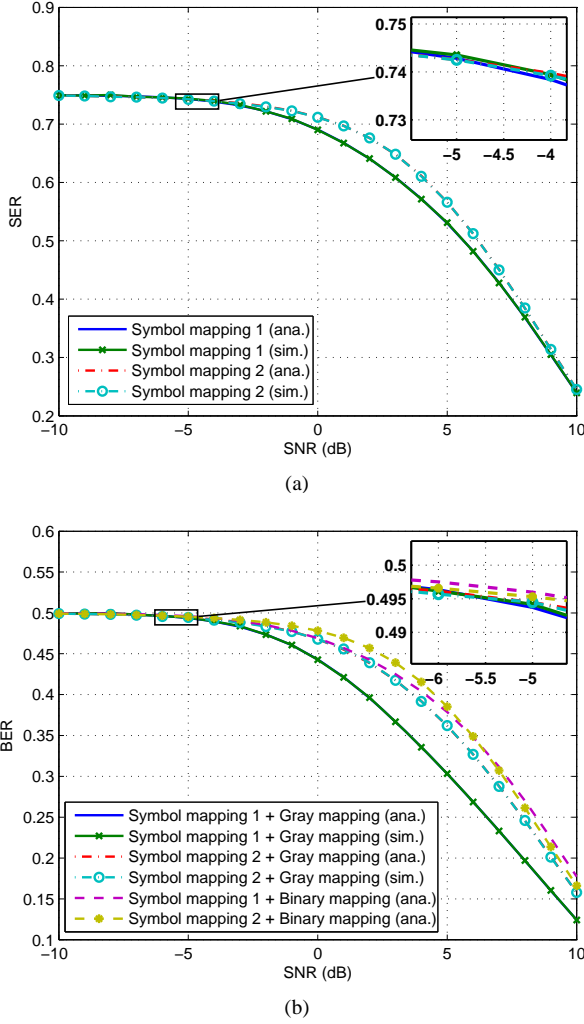 0.9
0.8
0.7
0.6
0.5
0.4
0.3
0.2
SER
−10
−5
0
5
10
SNR (dB)
0.75
0.74
0.73
−5
−4.5
−4
Symbol mapping 1 (ana.)
Symbol mapping 1 (sim.)
Symbol mapping 2 (ana.)
Symbol mapping 2 (sim.)
(a)
0.6
0.55
0.5
0.45
0.4
0.35
0.3
0.25
0.2
0.15
0.1
BER
−10
−5
0
5
10
SNR (dB)
0.5
0.495
0.49
−6
−5.5
−5
Symbol mapping 1 + Gray mapping (ana.)
Symbol mapping 1 + Gray mapping (sim.)
Symbol mapping 2 + Gray mapping (ana.)
Symbol mapping 2 + Gray mapping (sim.)
Symbol mapping 1 + Binary mapping (ana.)
Symbol mapping 2 + Binary mapping (ana.)
(b)